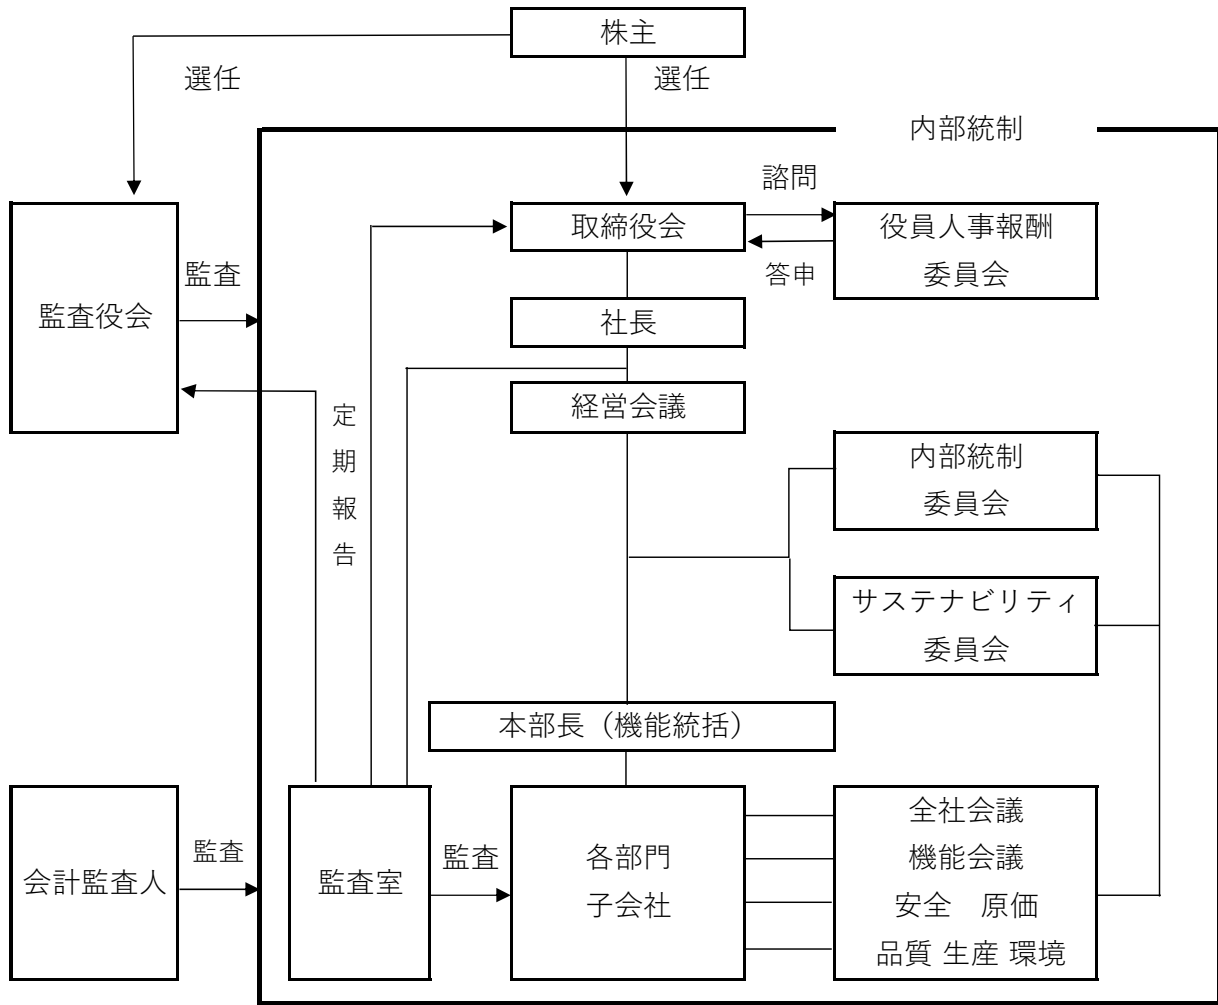 株主
選任
選任
内部統制
諮問
取締役会
役員人事報酬
委員会
答申
監査
監査役会
社長
経営会議
定期報告
内部統制
委員会
サステナビリティ
委員会
本部長（機能統括）
会計監査人
監査
監査室
監査
各部門
子会社
全社会議
機能会議
安全　原価
品質 生産 環境